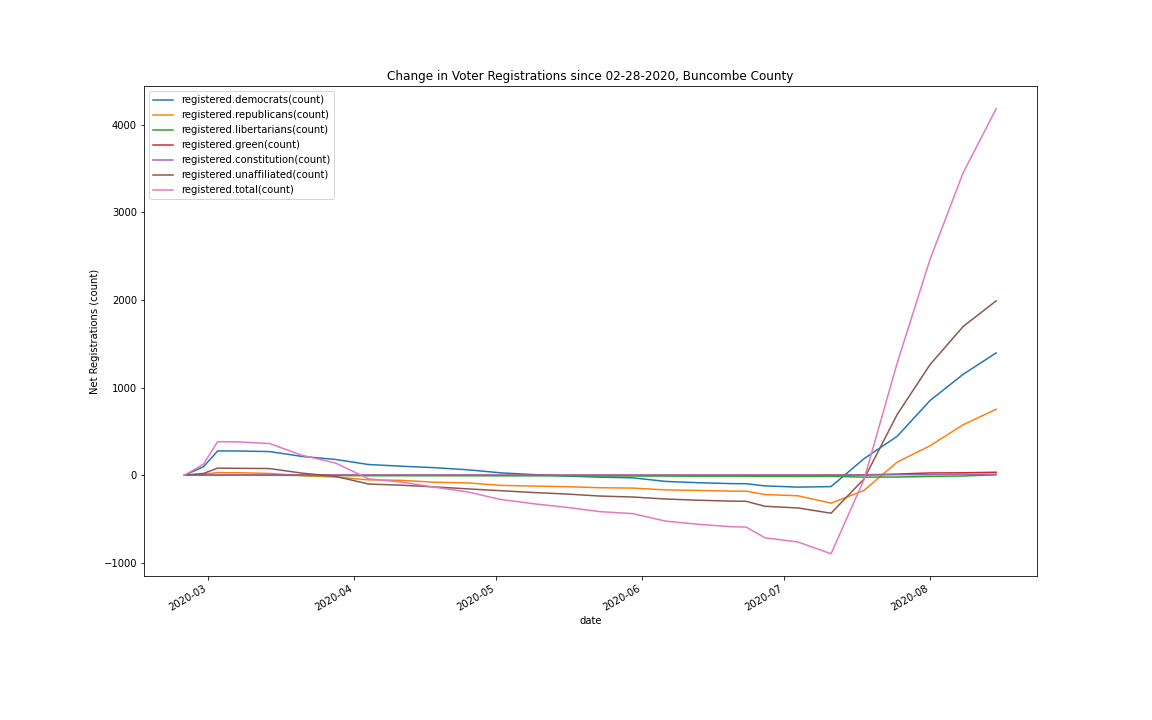 Change in Voter Registrations since 02-28-2020, Buncombe County
registered.democrats(count)
registered.republicans(count)
registered.libertarians(count)
registered.green(count)
registered.constitution(count)
registered.unaffiliated(count)
registered.total(count)
Net Registrations (count)
4000
3000
2000
1000
0
−1000
2020-03
2020-04
2020-05
2020-06
2020-07
2020-08
date